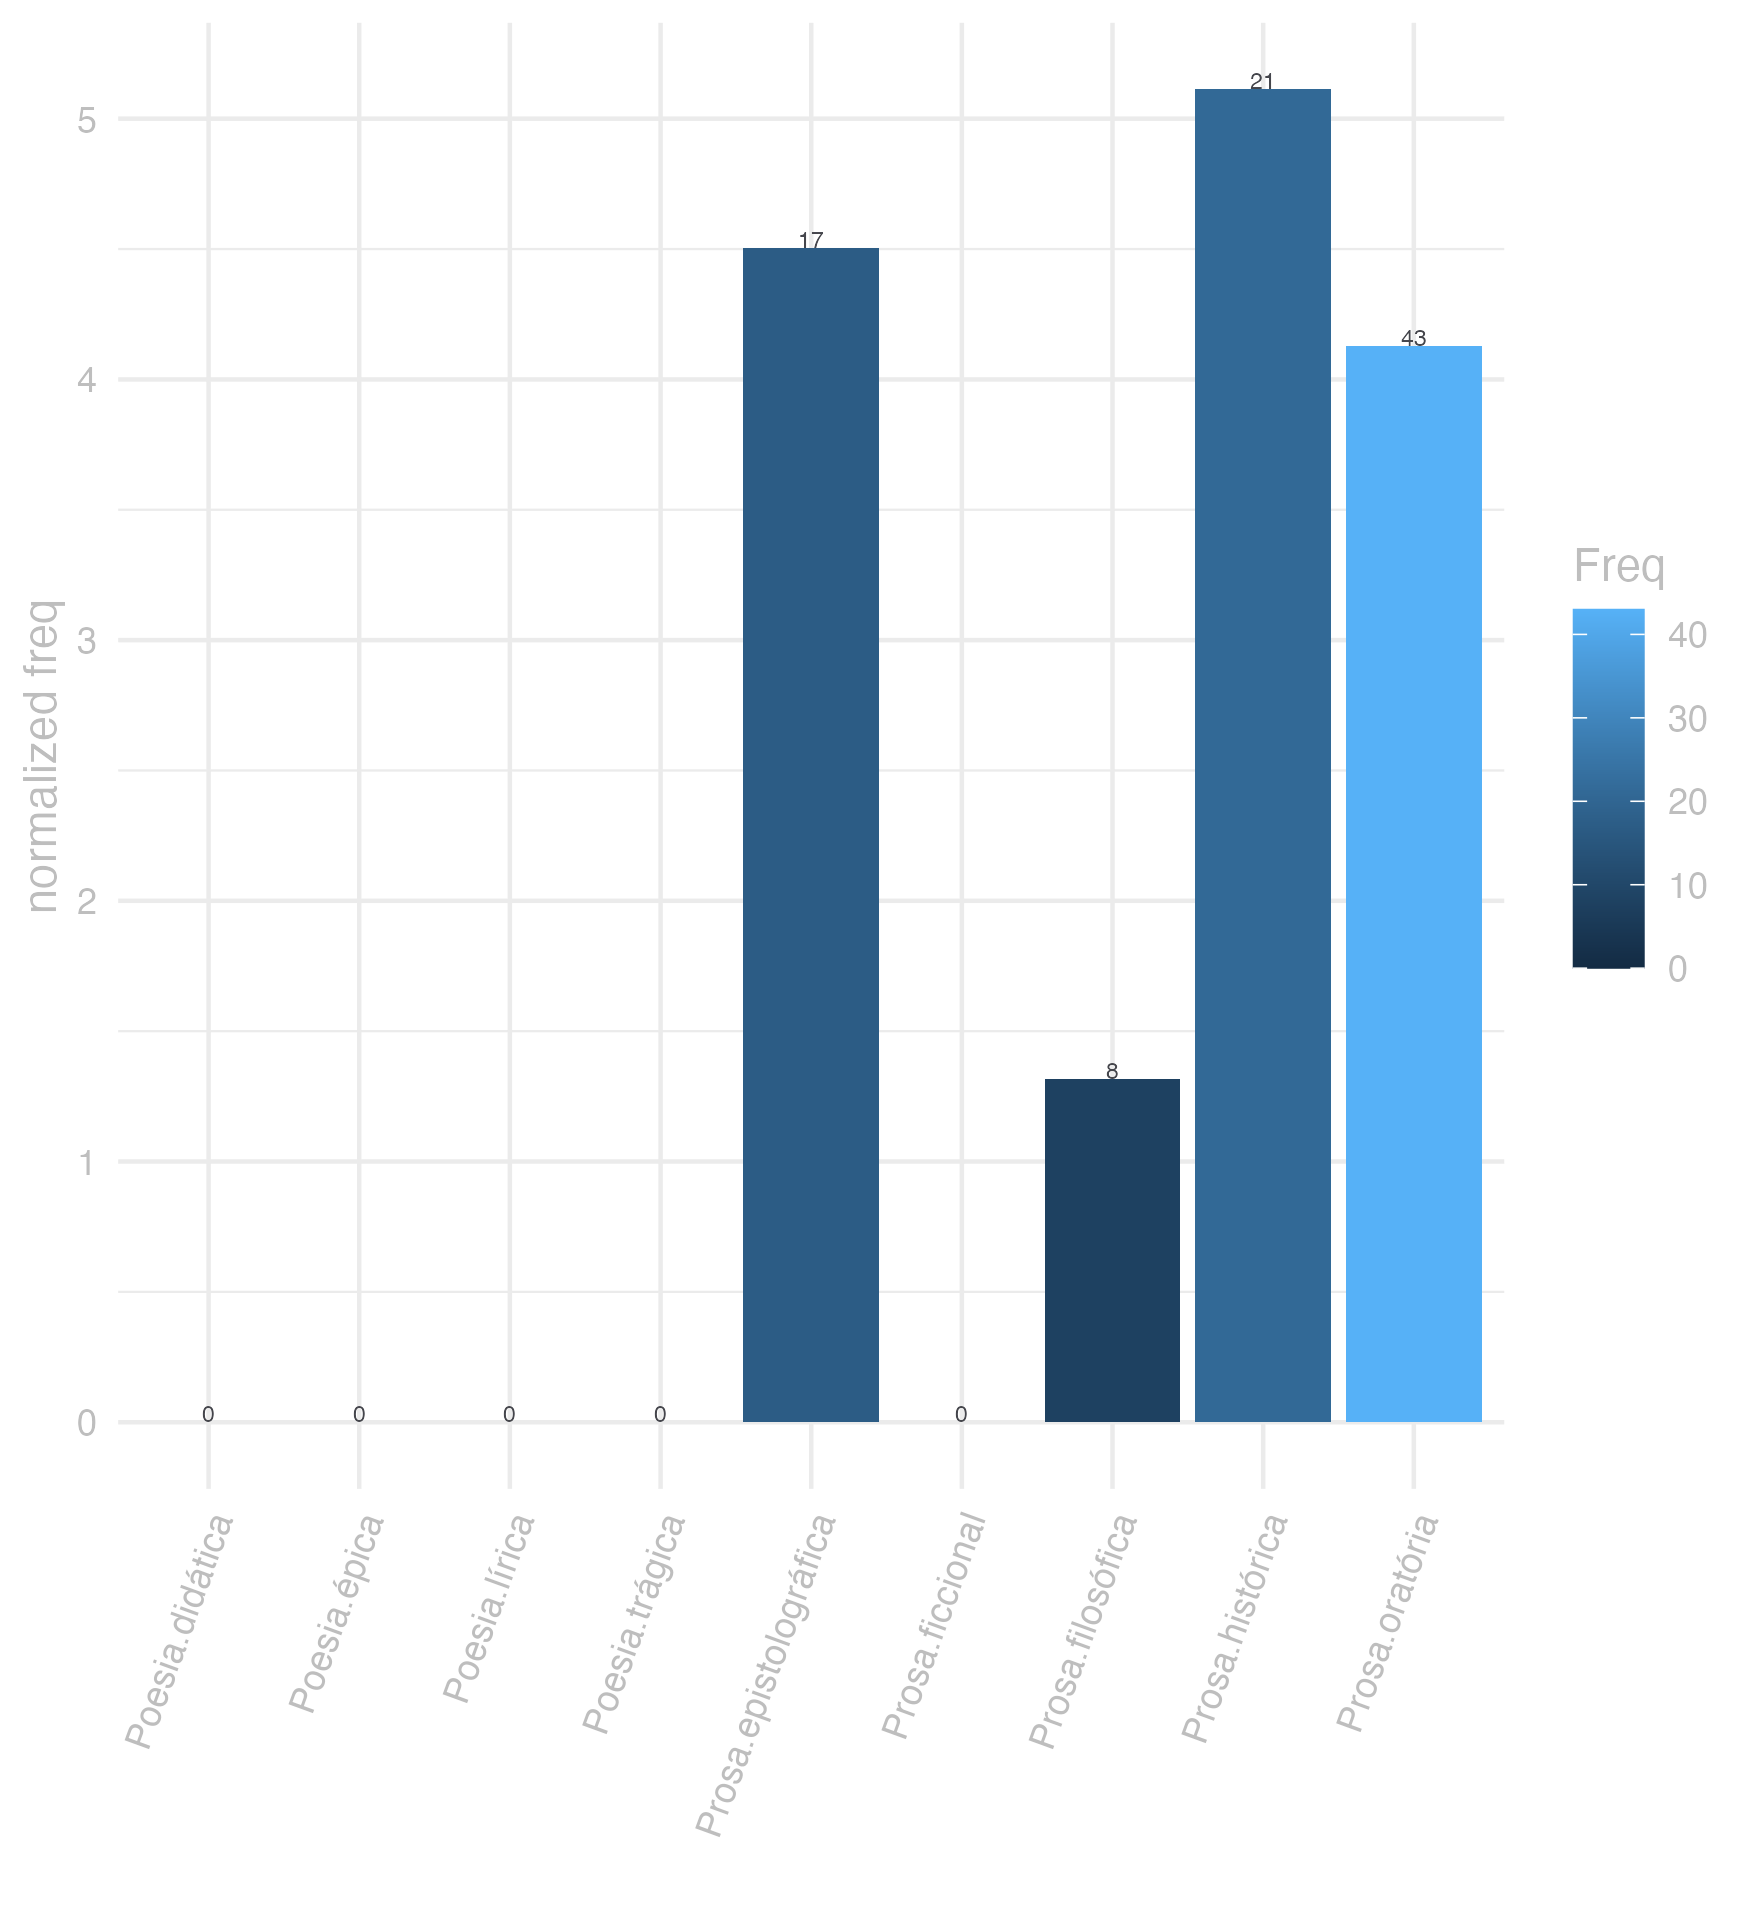 21
5
17
43
4
Freq
40
3
30
normalized freq
20
2
10
0
8
1
0
0
0
0
0
0
Poesia.didática
Poesia.épica
Poesia.lírica
Poesia.trágica
Prosa.epistolográfica
Prosa.ficcional
Prosa.filosófica
Prosa.histórica
Prosa.oratória